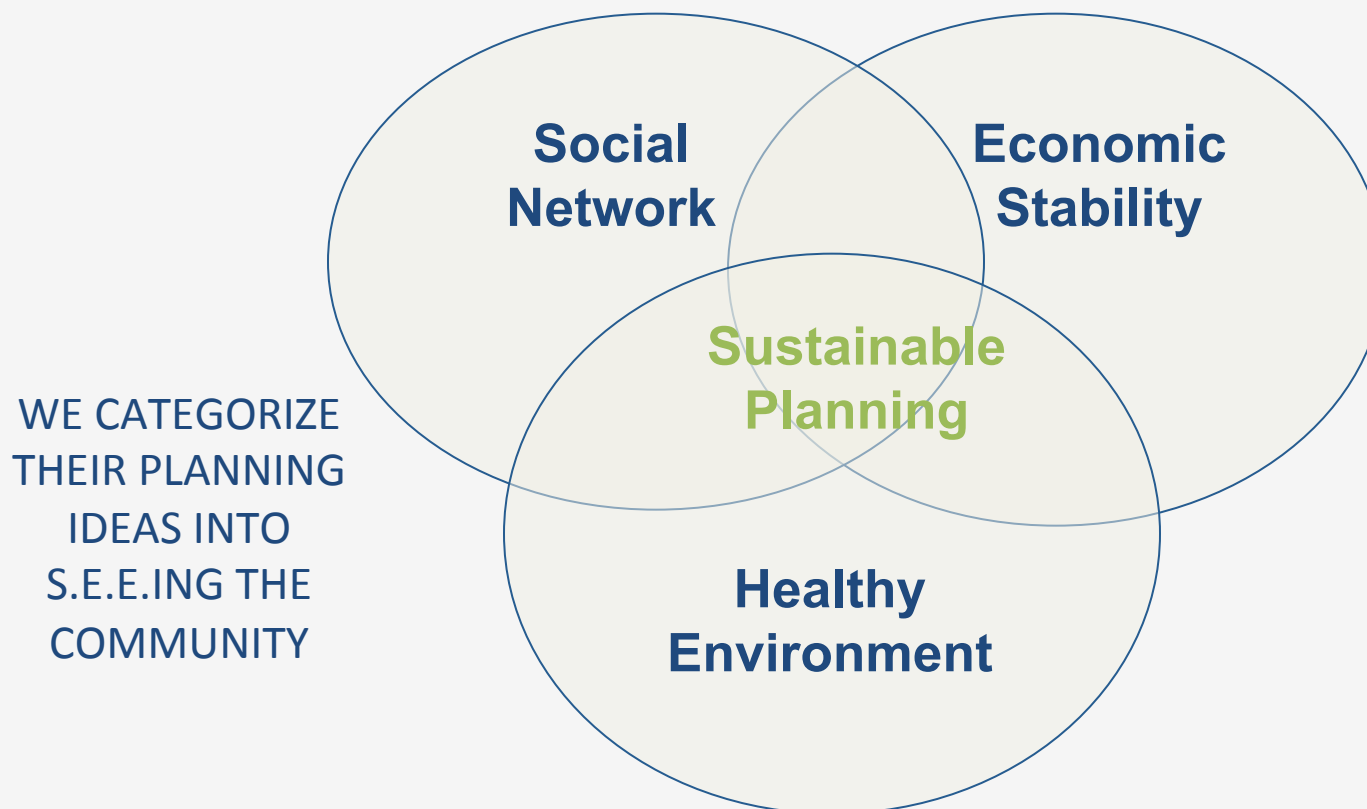 Social
Network
Economic
Stability
Sustainable
Planning
WE CATEGORIZE
THEIR PLANNING
IDEAS INTO
S.E.E.ING THE
COMMUNITY
Healthy
Environment